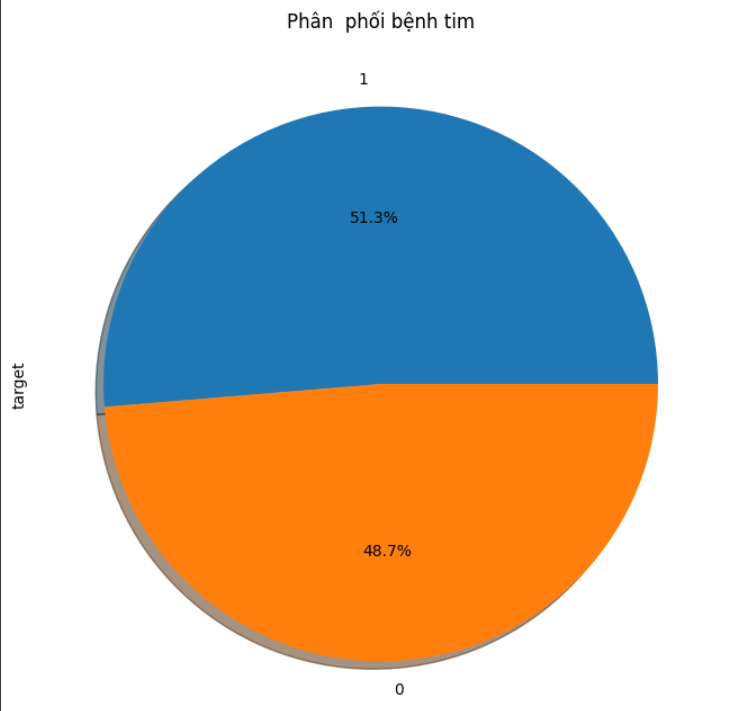 Phân  phối bệnh tim
1
51.3%
target
48.7%
0